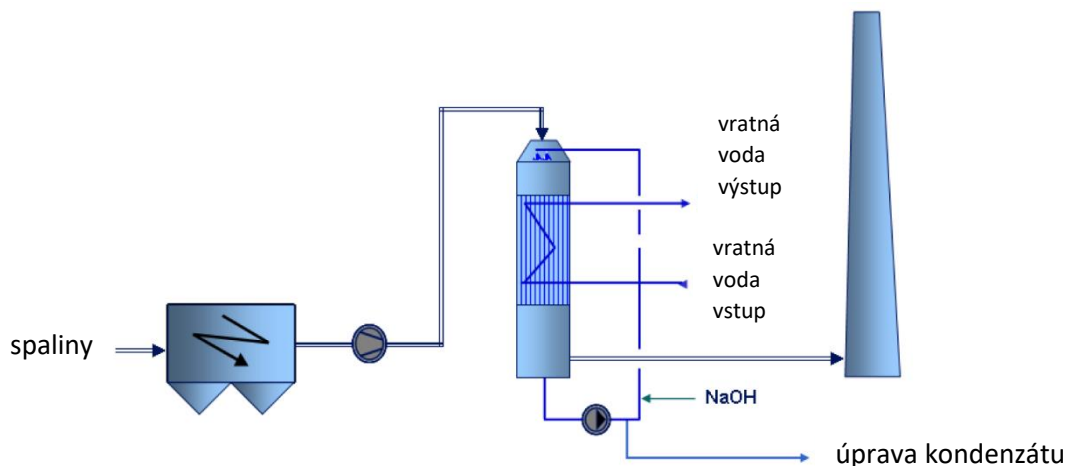 vratná
voda
výstup
vratná
voda
vstup
spaliny
NaOH
úprava kondenzátu